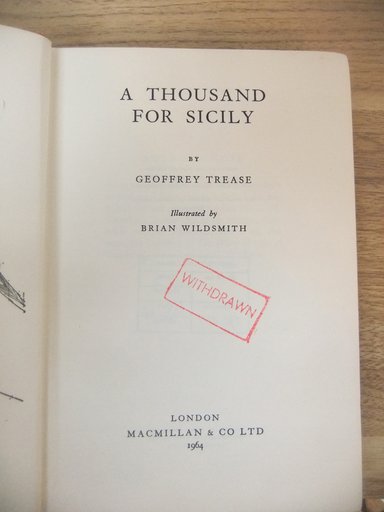 A THOUSAND
FOR SICILY
BY
GEOFFREY TREASE
Illustrated by
BRIAN WILDSMITH
WITHDRAWN
LONDON
MACMILLAN & CO LTD
1964